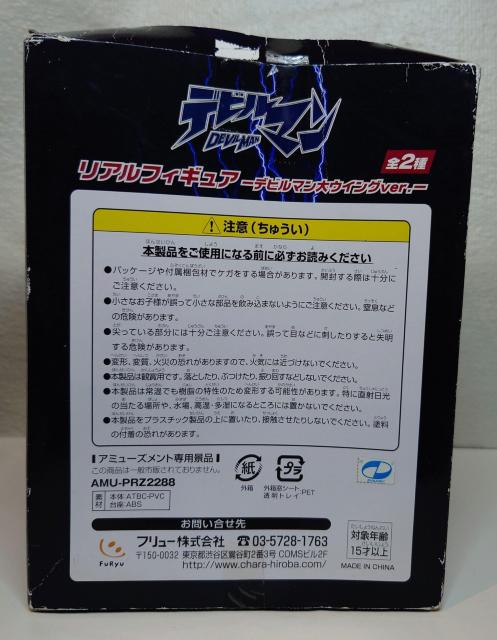 デビルマン
DEVILMAN
全2種
リアルフィギュア －デビルマン大ウイングver.－
注意（ちゅうい）
本製品をご使用になる前に必ずお読みください
●パッケージや付属梱包材でケガをする場合があります。開封する際は十分に
ご注意ください。
●小さなお子様が誤って小さな部品を飲み込まないようにご注意ください。窒息など
の危険があります。
●尖っている部分には十分ご注意ください。誤って目などに刺したりすると失明
する危険があります。
●変形、変質、火災の恐れがありますので、火気には近づけないでください。
●本製品は観賞用です。落としたり、ぶつけたり、振り回すなどしないでください。
●本製品は常温でも樹脂の特性のため変形する可能性があります。特に直射日光
の当たる場所や、水場、高温・多湿になるところには置かないでください。
●本製品をプラスチック製品の上に置いたり、接触させたりしないでください。塗料
の付着の恐れがあります。
アミューズメント専用景品
この商品は一般市販されておりません。
AMU-PRZ2288
素材 本体 ATBC-PVC
台座 ABS
紙
外箱
プラ
外箱窓シート
透明トレイ:PET
お問い合せ先
FuRyu
フリュー株式会社 ☎03-5728-1763
〒150-0032 東京都渋谷区鶯谷町2番3号 COMSビル2F
http://www.chara-hiroba.com/
対象年齢
15才以上
MADE IN CHINA